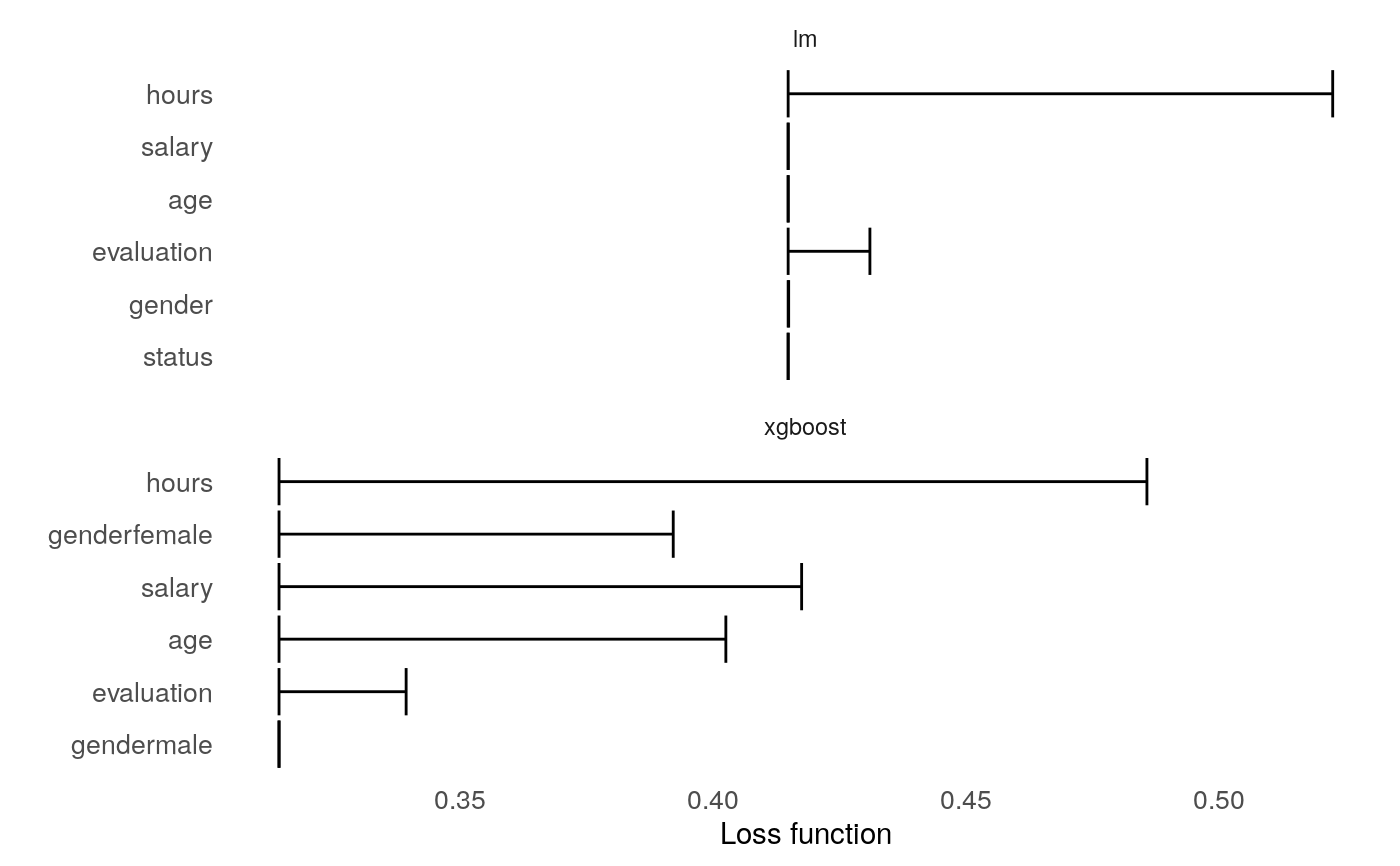 lm
hours
salary
age
evaluation
gender
status
xgboost
hours
genderfemale
salary
age
evaluation
gendermale
0.35 0.40 0.45 0.50
Loss function